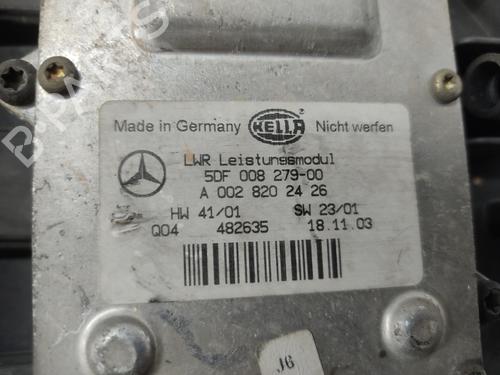 Made in Germany HELLA Nicht werfen
LWR Leistungsmodul
5DF 008 279-00
A 002 820 24 26
HW 41/01 SW 23/01
Q04 482635 18.11.03
J6
B-PARTS